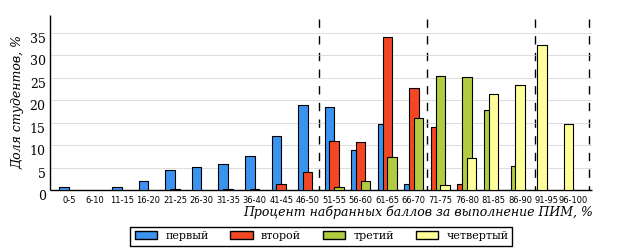 Доля студентов, %
35
30
25
20
15
10
5
0
0-5 6-10 11-15 16-20 21-25 26-30 31-35 36-40 41-45 46-50 51-55 56-60 61-65 66-70 71-75 76-80 81-85 86-90 91-95 96-100
Процент набранных баллов за выполнение ПИМ, %
первый второй третий четвертый